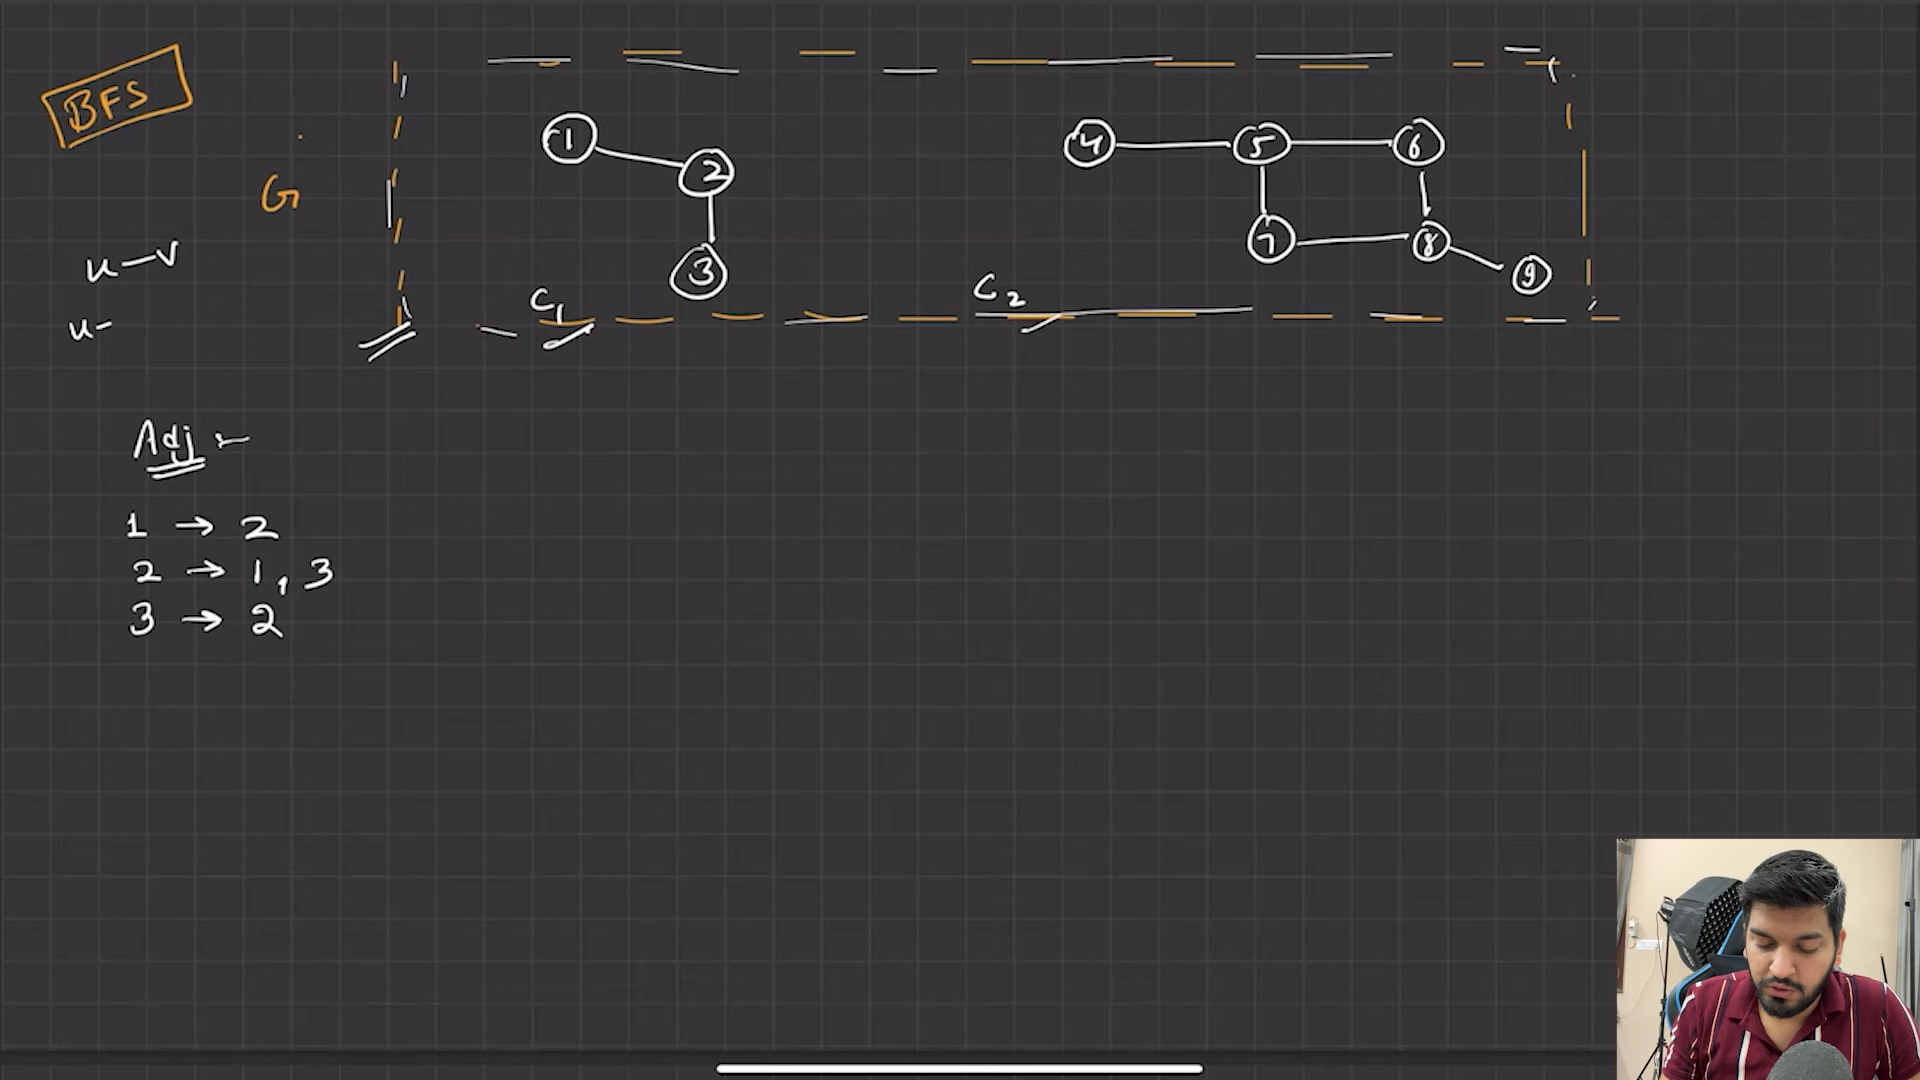 BFS
1 2 3
4 5 6
7 8 9
G
u—v
u-
C1 C2
Adj -
1 → 2
2 → 1, 3
3 → 2